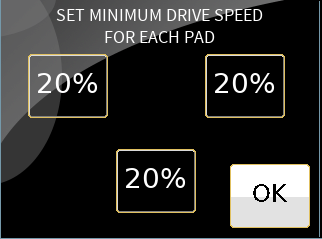 SET MINIMUM DRIVE SPEED
FOR EACH PAD
20%
20%
20%
OK